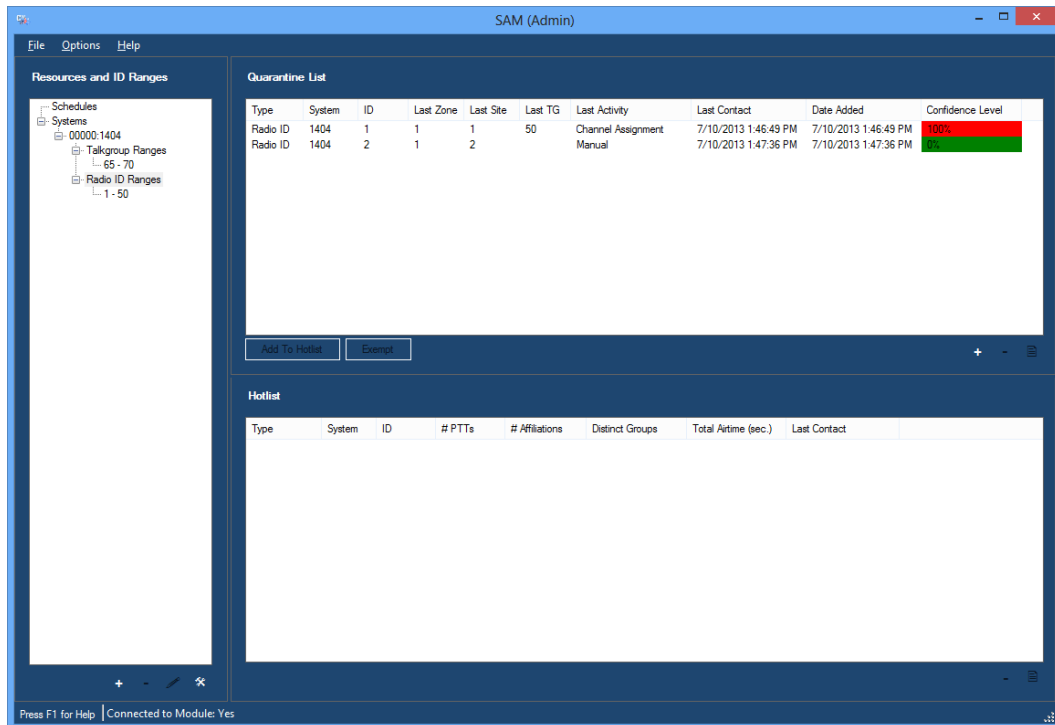 SAM (Admin)
File Options Help
Resources and ID Ranges
Schedules
Systems
00000:1404
Talkgroup Ranges
65 - 70
Radio ID Ranges
1 - 50
Quarantine List
Type System ID Last Zone Last Site Last TG Last Activity Last Contact Date Added Confidence Level
Radio ID 1404 1 1 1 50 Channel Assignment 7/10/2013 1:46:49 PM 7/10/2013 1:46:49 PM 100%
Radio ID 1404 2 1 2 Manual 7/10/2013 1:47:36 PM 7/10/2013 1:47:36 PM 0%
Add To Hotlist Exempt
Hotlist
Type System ID # PTTs # Affiliations Distinct Groups Total Airtime (sec.) Last Contact
Press F1 for Help Connected to Module: Yes